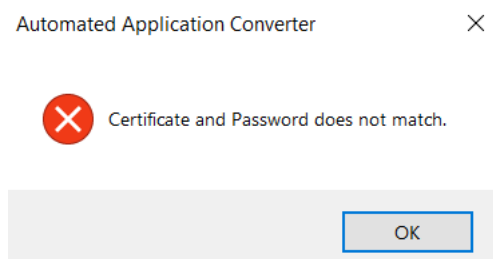 Automated Application Converter
Certificate and Password does not match.
OK